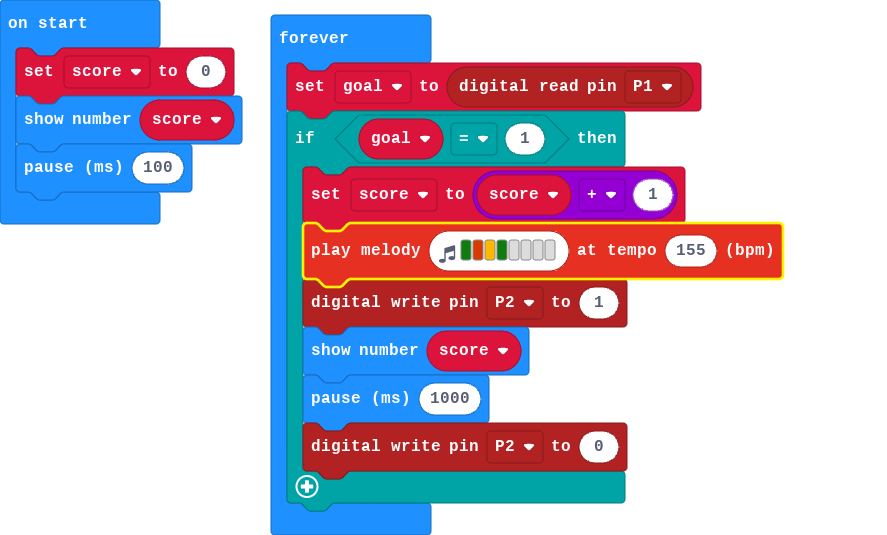 on start
set score to 0
show number score
pause (ms) 100
forever
set goal to digital read pin P1
if goal = 1 then
set score to score + 1
play melody at tempo 155 (bpm)
digital write pin P2 to 1
show number score
pause (ms) 1000
digital write pin P2 to 0